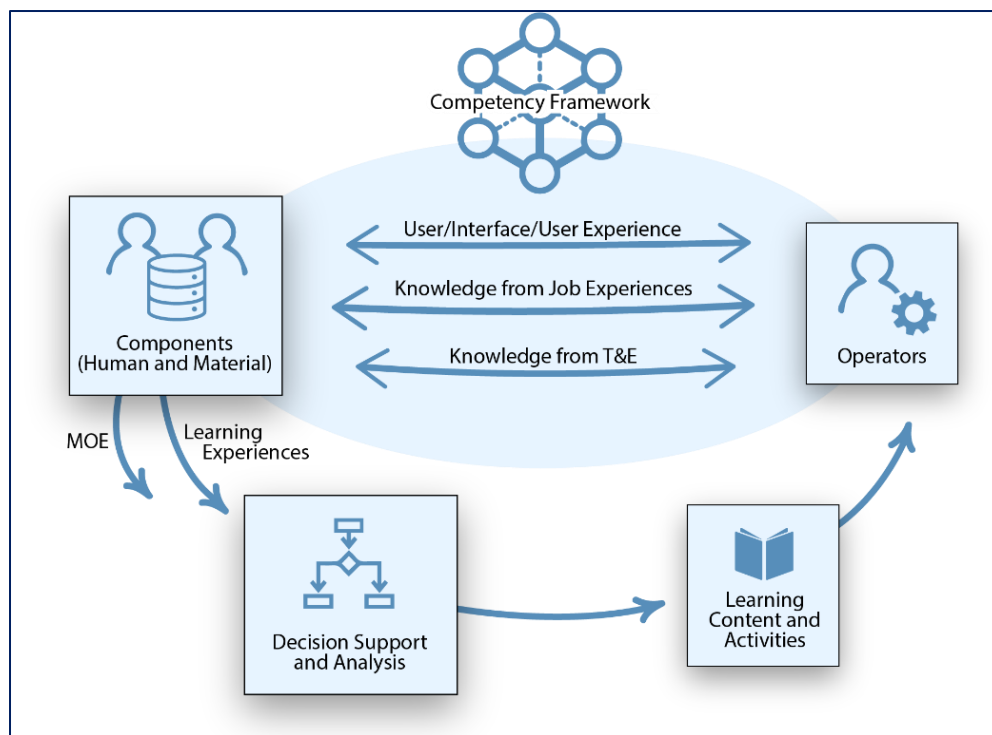 Competency Framework
User/Interface/User Experience
Knowledge from Job Experiences
Knowledge from T&E
Components
(Human and Material)
Operators
MOE
Learning
Experiences
Decision Support
and Analysis
Learning
Content and
Activities